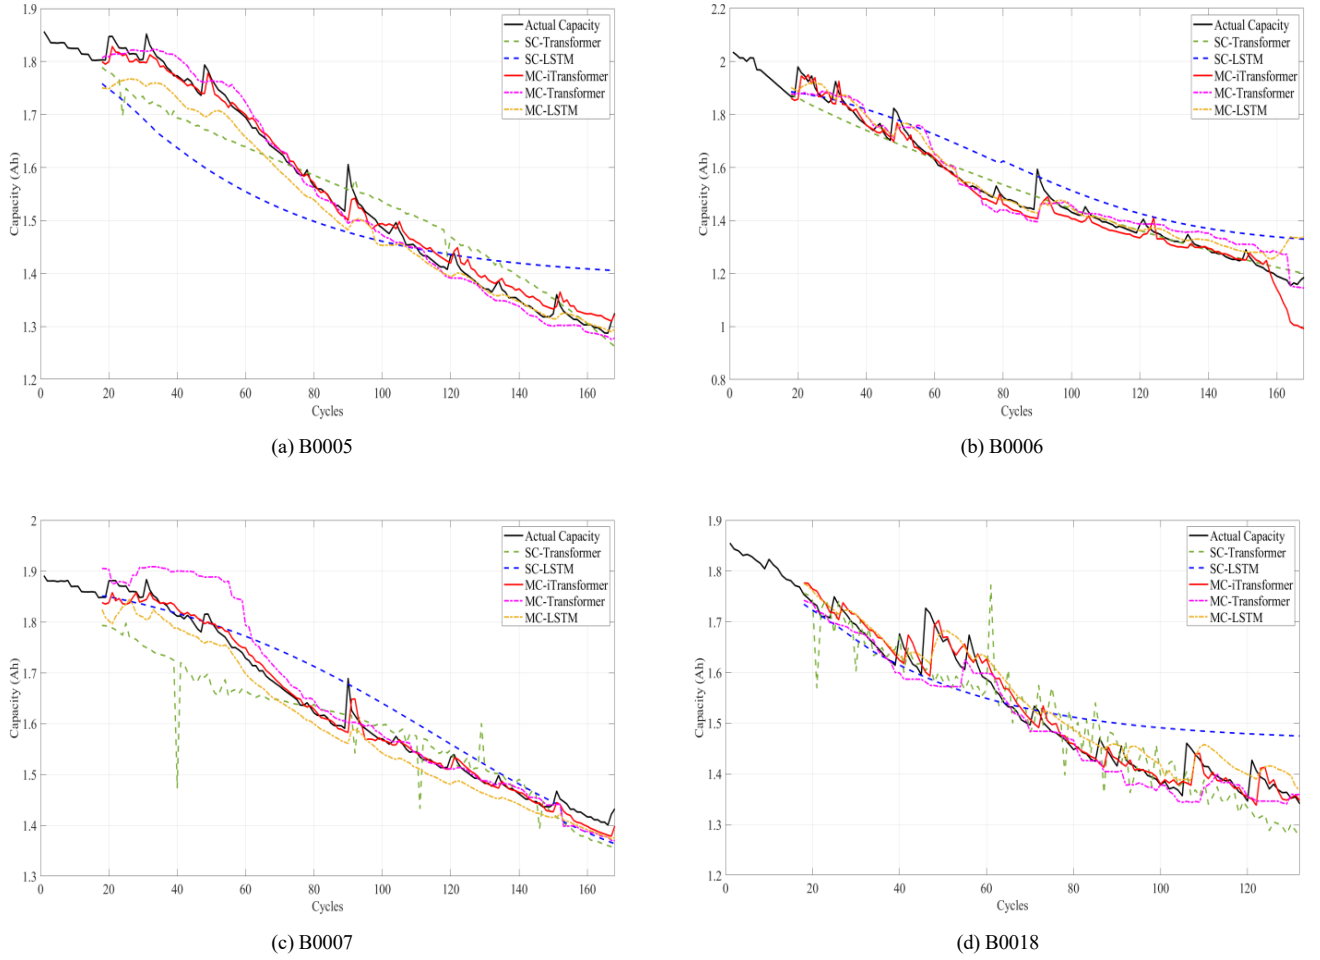 1.9
1.8
1.7
1.6
1.5
1.4
1.3
1.2
Capacity (Ah)
0 20 40 60 80 100 120 140 160
Cycles
Actual Capacity
SC-Transformer
SC-LSTM
MC-iTransformer
MC-Transformer
MC-LSTM
(a) B0005
2.2
2
1.8
1.6
1.4
1.2
1
0.8
Capacity (Ah)
0 20 40 60 80 100 120 140 160
Cycles
Actual Capacity
SC-Transformer
SC-LSTM
MC-iTransformer
MC-Transformer
MC-LSTM
(b) B0006
2
1.9
1.8
1.7
1.6
1.5
1.4
1.3
Capacity (Ah)
0 20 40 60 80 100 120 140 160
Cycles
Actual Capacity
SC-Transformer
SC-LSTM
MC-iTransformer
MC-Transformer
MC-LSTM
(c) B0007
1.9
1.8
1.7
1.6
1.5
1.4
1.3
1.2
Capacity (Ah)
0 20 40 60 80 100 120
Cycles
Actual Capacity
SC-Transformer
SC-LSTM
MC-iTransformer
MC-Transformer
MC-LSTM
(d) B0018